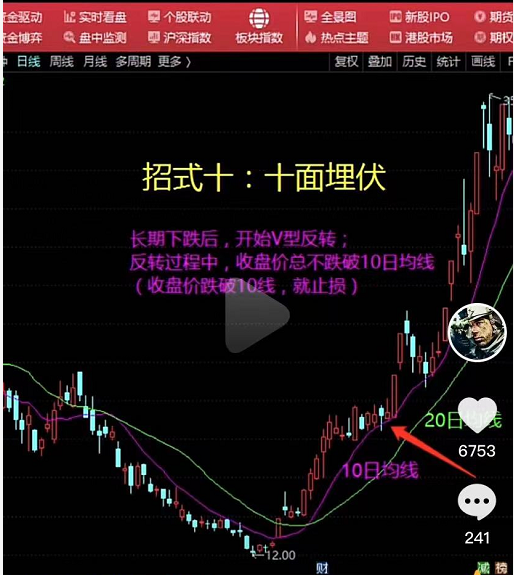 金驱动 实时看盘 个股联动 全景图 新股IPO 期货
金博弈 盘中监测 沪深指数 板块指数 热点主题 港股市场 期权
钟 日线 周线 月线 多周期 更多 〉 复权 叠加 历史 统计 画线 F
35
招式十：十面埋伏
长期下跌后，开始V型反转；
反转过程中，收盘价总不跌破10日均线
（收盘价跌破10线，就止损）
20日均线
6753
10日均线
241
12.00
财 减 榜